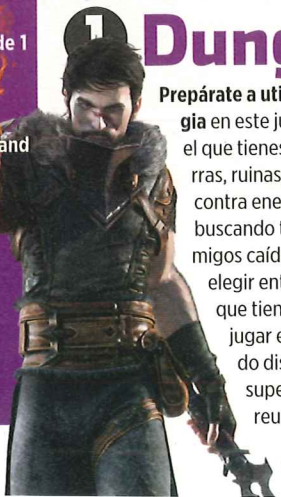 de 1
and
1
Dung
Prepárate a uti
gia en este ju
el que tienes
rras, ruinas
contra ene
buscando t
migos caíd
elegir ent
que tien
jugar e
do dis
supe
reu